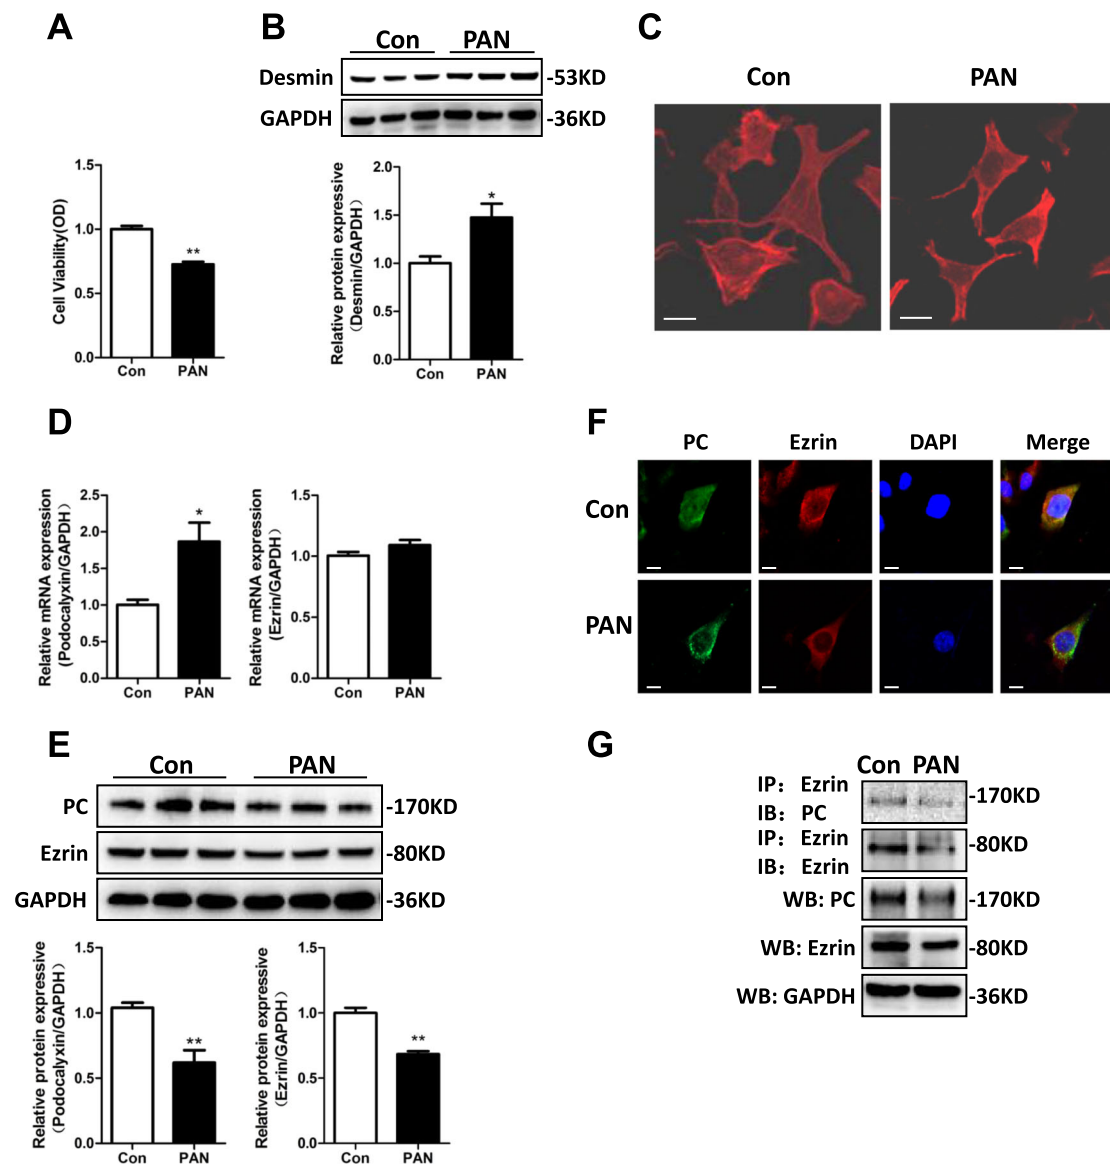 A
Cell Viability(OD)
1.5
1.0
0.5
0.0
**
Con PAN
B
Con PAN
Desmin -53KD
GAPDH -36KD
Relative protein expressive
(Desmin/GAPDH)
2.0
1.5
1.0
0.5
0.0
*
Con PAN
C
Con PAN
D
Relative mRNA expression
(Podocalyxin/GAPDH)
2.5
2.0
1.5
1.0
0.5
0.0
*
Con PAN
Relative mRNA expression
(Ezrin/GAPDH)
1.5
1.0
0.5
0.0
Con PAN
F
PC Ezrin DAPI Merge
Con
PAN
E
Con PAN
PC -170KD
Ezrin -80KD
GAPDH -36KD
Relative protein expressive
(Podocalyxin/GAPDH)
1.5
1.0
0.5
0.0
**
Con PAN
Relative protein expressive
(Ezrin/GAPDH)
1.5
1.0
0.5
0.0
**
Con PAN
G
Con PAN
IP: Ezrin -170KD
IB: PC
IP: Ezrin -80KD
IB: Ezrin
WB: PC -170KD
WB: Ezrin -80KD
WB: GAPDH -36KD